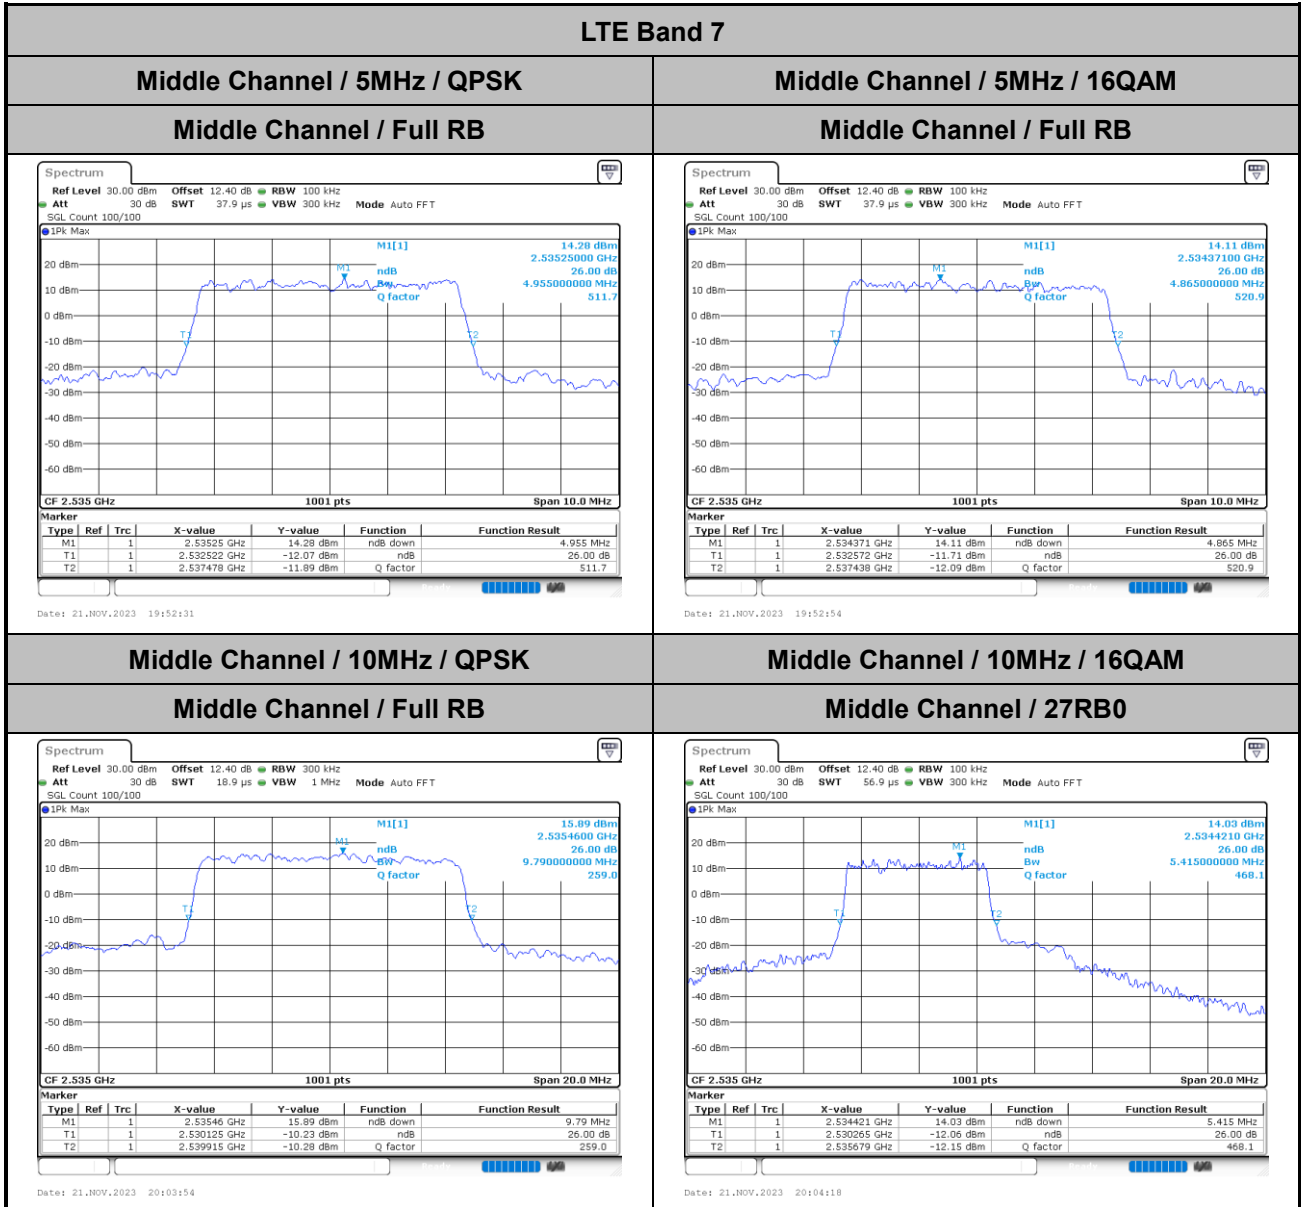 LTE Band 7
Middle Channel / 5MHz / QPSK
Middle Channel / 5MHz / 16QAM
Middle Channel / Full RB
Middle Channel / Full RB
Spectrum
Ref Level 30.00 dBm Offset 12.40 dB RBW 100 kHz
Att 30 dB SWT 37.9 µs VBW 300 kHz Mode Auto FFT
SGL Count 100/100
1Pk Max
M1[1] 14.28 dBm
2.53525000 GHz
ndB 26.00 dB
Bw 4.955000000 MHz
Q factor 511.7
M1
T1
T2
20 dBm
10 dBm
0 dBm
-10 dBm
-20 dBm
-30 dBm
-40 dBm
-50 dBm
-60 dBm
CF 2.535 GHz 1001 pts Span 10.0 MHz
Marker
Type Ref Trc X-value Y-value Function Function Result
M1 1 2.53525 GHz 14.28 dBm ndB down 4.955 MHz
T1 1 2.532522 GHz -12.07 dBm ndB 26.00 dB
T2 1 2.537478 GHz -11.89 dBm Q factor 511.7
Date: 21.NOV.2023 19:52:31
Spectrum
Ref Level 30.00 dBm Offset 12.40 dB RBW 100 kHz
Att 30 dB SWT 37.9 µs VBW 300 kHz Mode Auto FFT
SGL Count 100/100
1Pk Max
M1[1] 14.11 dBm
2.53437100 GHz
ndB 26.00 dB
Bw 4.865000000 MHz
Q factor 520.9
M1
T1
T2
20 dBm
10 dBm
0 dBm
-10 dBm
-20 dBm
-30 dBm
-40 dBm
-50 dBm
-60 dBm
CF 2.535 GHz 1001 pts Span 10.0 MHz
Marker
Type Ref Trc X-value Y-value Function Function Result
M1 1 2.534371 GHz 14.11 dBm ndB down 4.865 MHz
T1 1 2.532572 GHz -11.71 dBm ndB 26.00 dB
T2 1 2.537438 GHz -12.09 dBm Q factor 520.9
Date: 21.NOV.2023 19:52:54
Middle Channel / 10MHz / QPSK
Middle Channel / 10MHz / 16QAM
Middle Channel / Full RB
Middle Channel / 27RB0
Spectrum
Ref Level 30.00 dBm Offset 12.40 dB RBW 300 kHz
Att 30 dB SWT 18.9 µs VBW 1 MHz Mode Auto FFT
SGL Count 100/100
1Pk Max
M1[1] 15.89 dBm
2.5354600 GHz
ndB 26.00 dB
Bw 9.790000000 MHz
Q factor 259.0
M1
T1
T2
20 dBm
10 dBm
0 dBm
-10 dBm
-20 dBm
-30 dBm
-40 dBm
-50 dBm
-60 dBm
CF 2.535 GHz 1001 pts Span 20.0 MHz
Marker
Type Ref Trc X-value Y-value Function Function Result
M1 1 2.53546 GHz 15.89 dBm ndB down 9.79 MHz
T1 1 2.530125 GHz -10.23 dBm ndB 26.00 dB
T2 1 2.539915 GHz -10.28 dBm Q factor 259.0
Date: 21.NOV.2023 20:03:54
Spectrum
Ref Level 30.00 dBm Offset 12.40 dB RBW 100 kHz
Att 30 dB SWT 56.9 µs VBW 300 kHz Mode Auto FFT
SGL Count 100/100
1Pk Max
M1[1] 14.03 dBm
2.5344210 GHz
ndB 26.00 dB
Bw 5.415000000 MHz
Q factor 468.1
M1
T1
T2
20 dBm
10 dBm
0 dBm
-10 dBm
-20 dBm
-30 dBm
-40 dBm
-50 dBm
-60 dBm
CF 2.535 GHz 1001 pts Span 20.0 MHz
Marker
Type Ref Trc X-value Y-value Function Function Result
M1 1 2.534421 GHz 14.03 dBm ndB down 5.415 MHz
T1 1 2.530265 GHz -12.06 dBm ndB 26.00 dB
T2 1 2.535679 GHz -12.15 dBm Q factor 468.1
Date: 21.NOV.2023 20:04:18